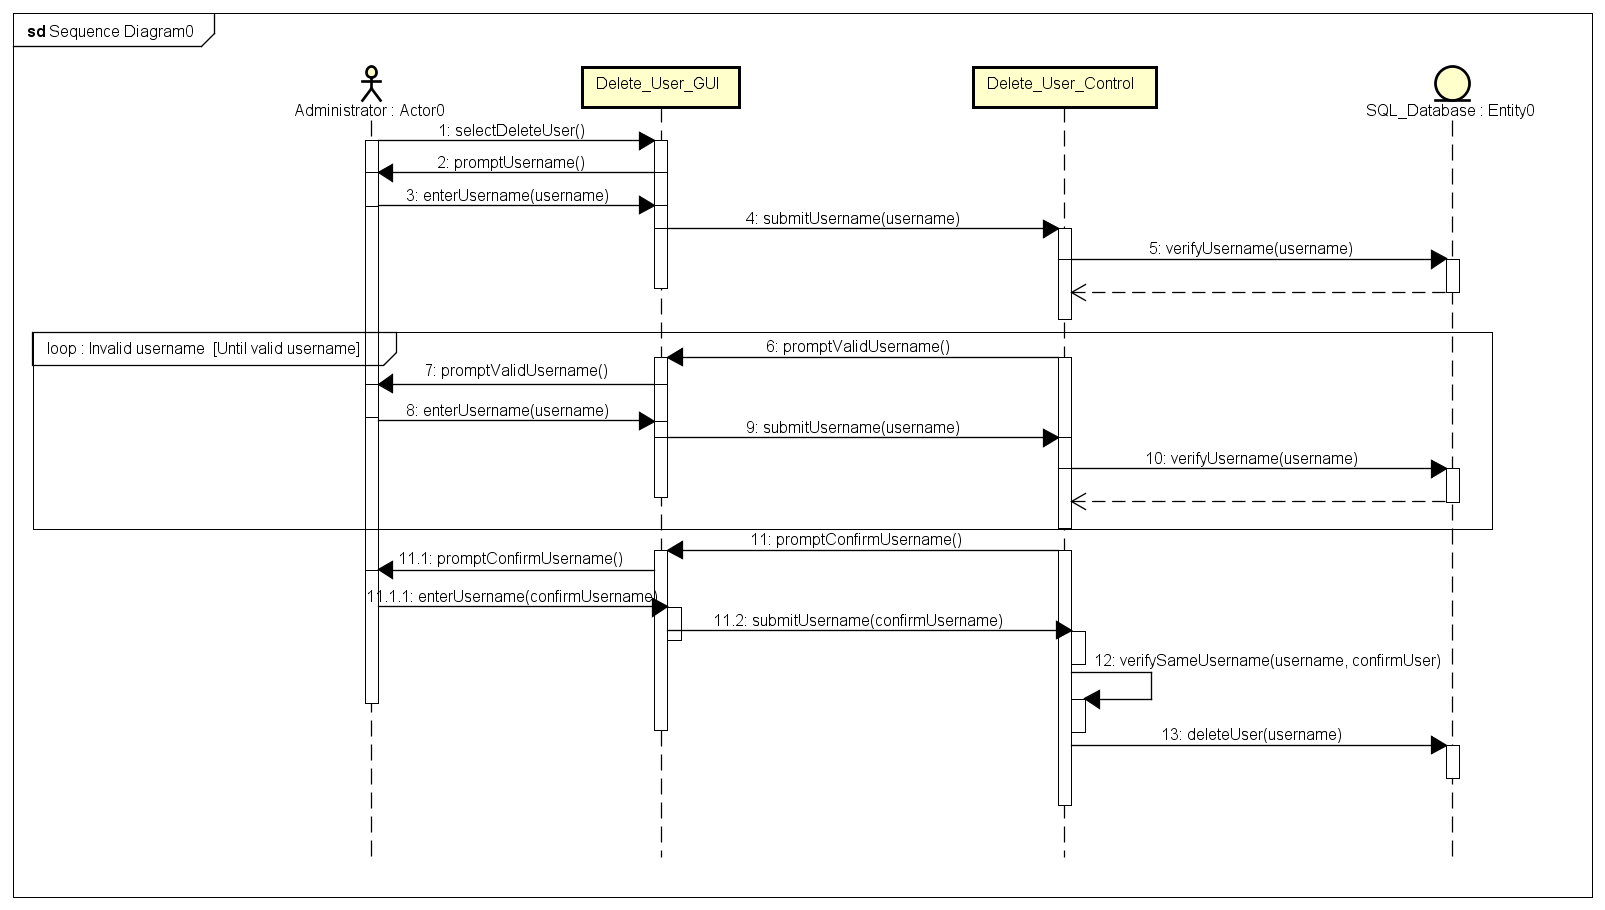 sd Sequence Diagram0
Administrator : Actor0
Delete_User_GUI
Delete_User_Control
SQL_Database : Entity0
1: selectDeleteUser()
2: promptUsername()
3: enterUsername(username)
4: submitUsername(username)
5: verifyUsername(username)
loop : Invalid username [Until valid username]
6: promptValidUsername()
7: promptValidUsername()
8: enterUsername(username)
9: submitUsername(username)
10: verifyUsername(username)
11: promptConfirmUsername()
11.1: promptConfirmUsername()
11.1.1: enterUsername(confirmUsername)
11.2: submitUsername(confirmUsername)
12: verifySameUsername(username, confirmUser)
13: deleteUser(username)